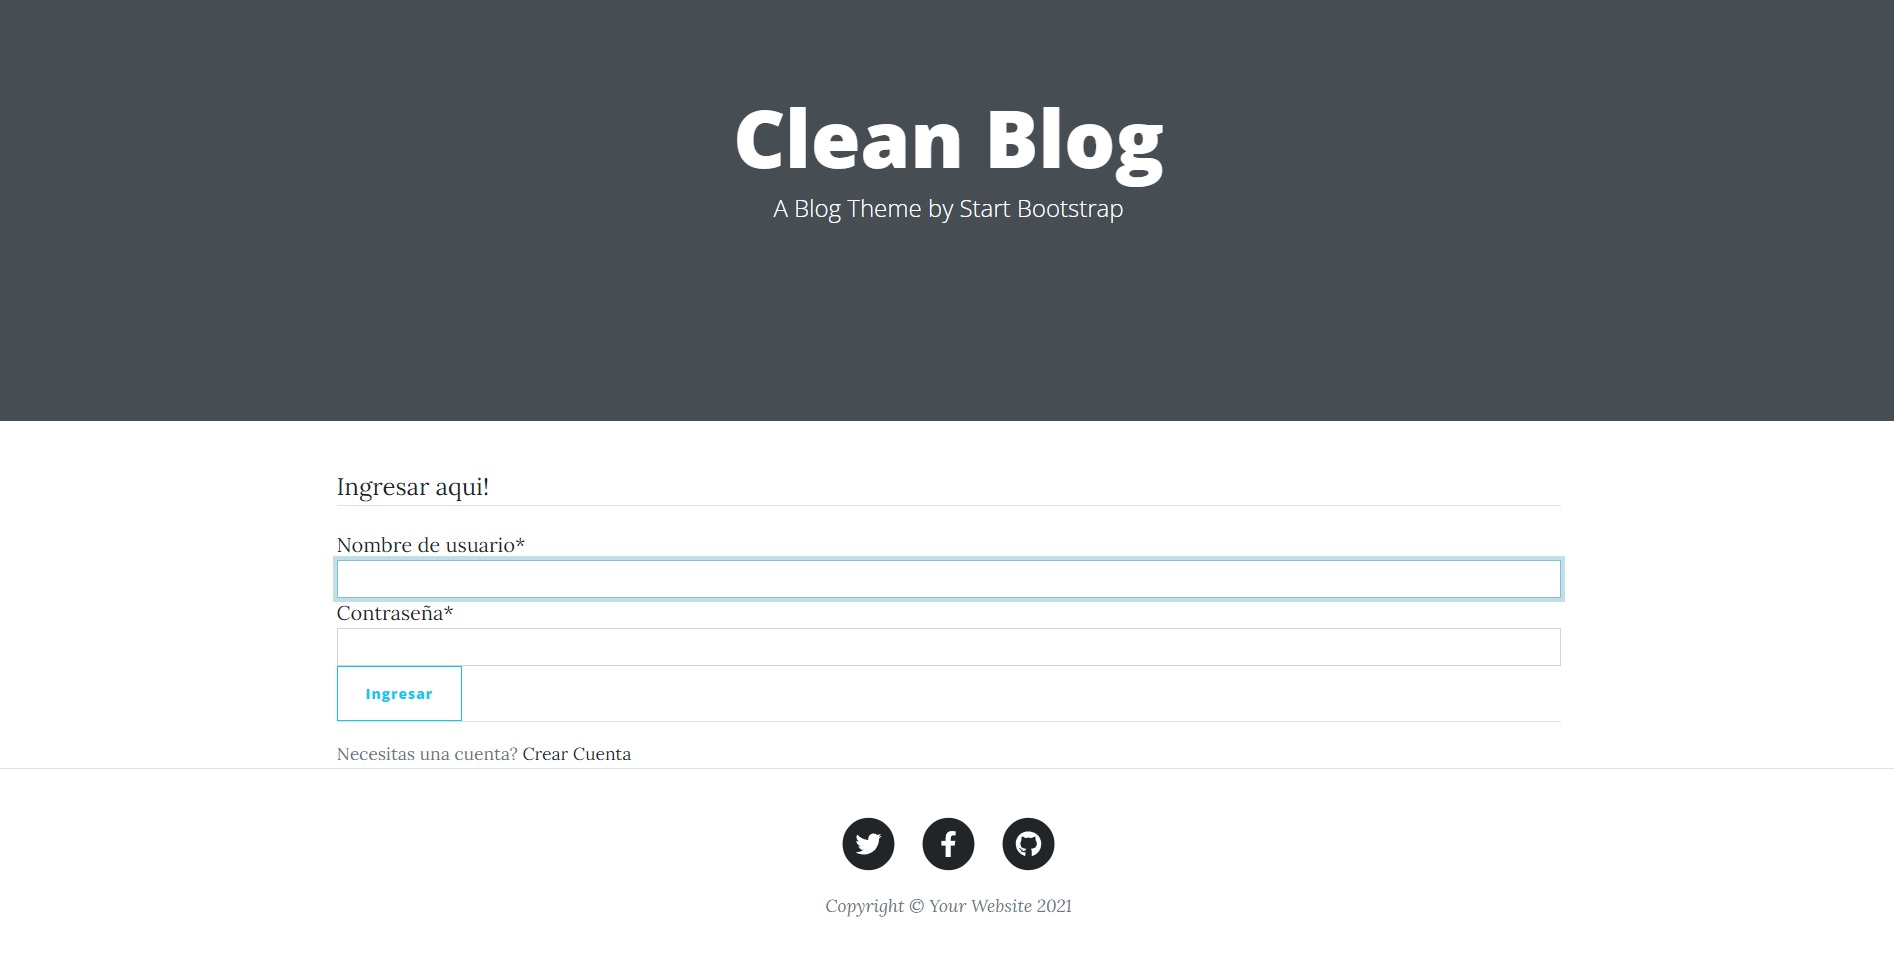 Clean Blog
A Blog Theme by Start Bootstrap
Ingresar aqui!
Nombre de usuario*
Contraseña*
Ingresar
Necesitas una cuenta? Crear Cuenta
Copyright © Your Website 2021